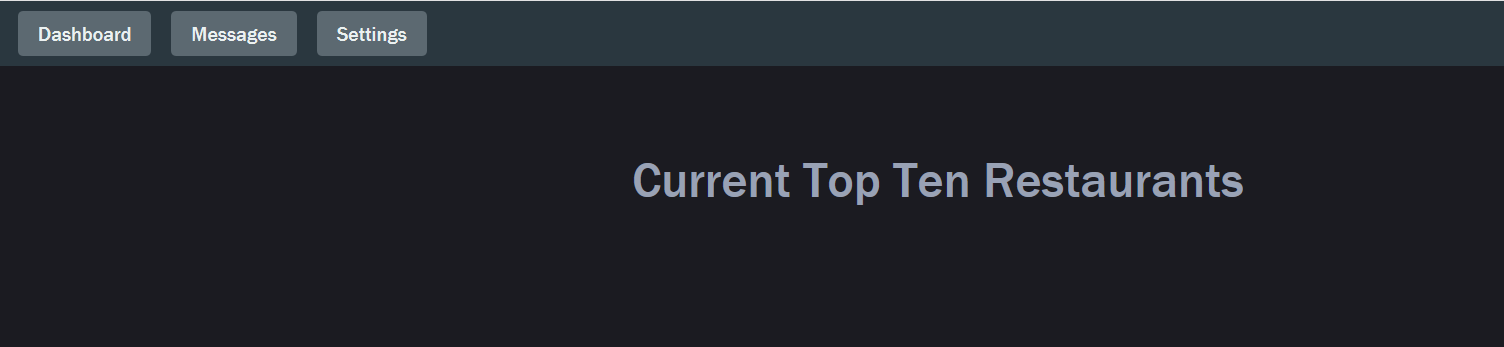 Dashboard Messages Settings
Current Top Ten Restaurants